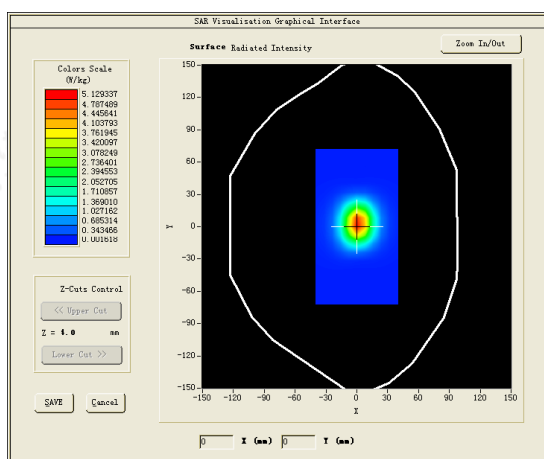 SAR Visualisation Graphical Interface
Surface Radiated Intensity
Zoom In/Out
Colors Scale
(W/kg)
5.129337
4.787489
4.445641
4.103793
3.761945
3.420097
3.078249
2.736401
2.394553
2.052705
1.710857
1.369010
1.027162
0.685314
0.343466
0.001618
Z-Cuts Control
<< Upper Cut
Z = 4.0 mm
Lower Cut >>
SAVE
Cancel
150
120
90
60
30
0
-30
-60
-90
-120
-150
Y
-150 -120 -90 -60 -30 0 30 60 90 120 150
X
0 X (mm) 0 Y (mm)